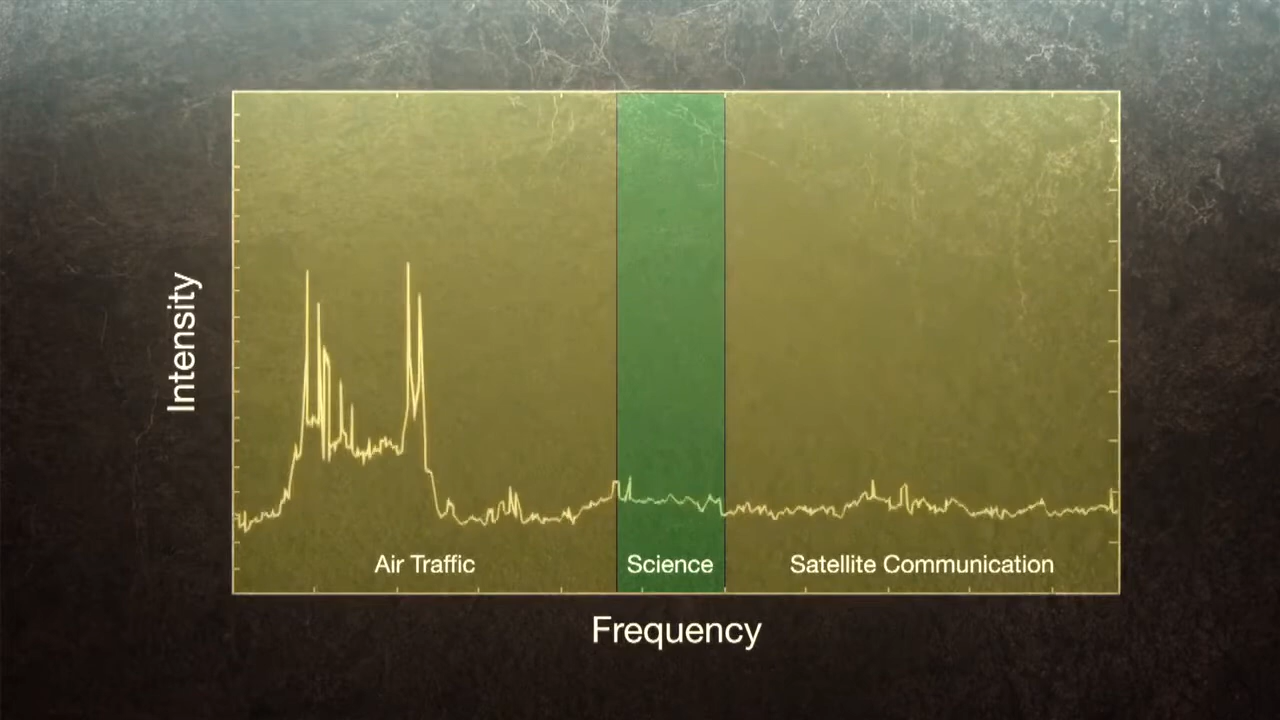 Intensity
Air Traffic
Science
Satellite Communication
Frequency